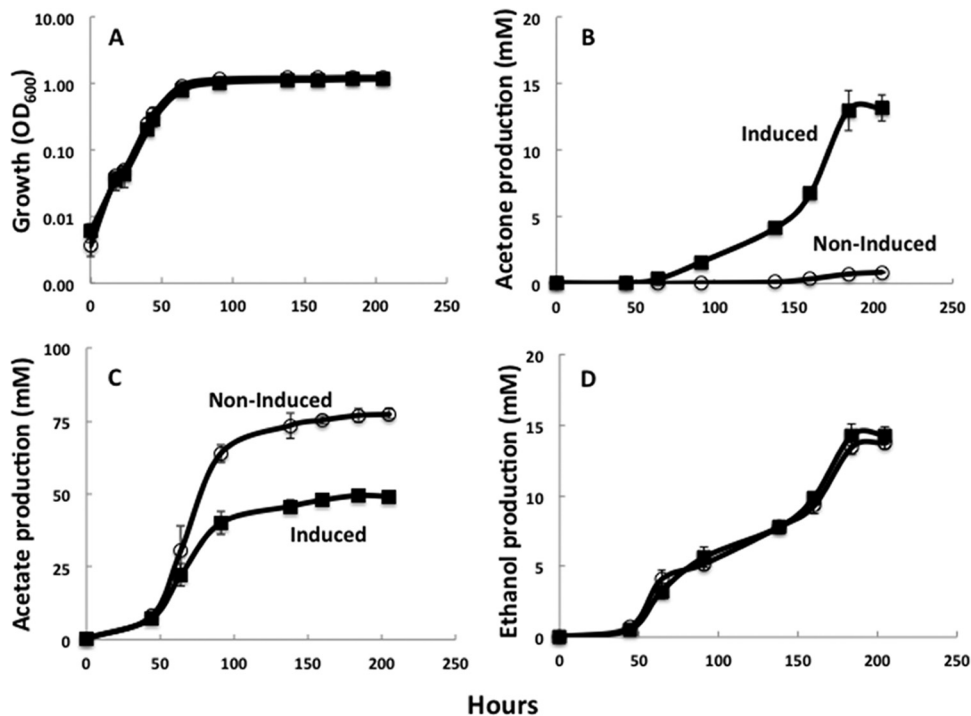 A
Growth (OD600)
10.00
1.00
0.10
0.01
0.00
0 50 100 150 200 250
B
Acetone production (mM)
20
15
10
5
0
Induced
Non-Induced
0 50 100 150 200 250
C
Acetate production (mM)
100
75
50
25
0
Non-Induced
Induced
0 50 100 150 200 250
D
Ethanol production (mM)
20
15
10
5
0
0 50 100 150 200 250
Hours